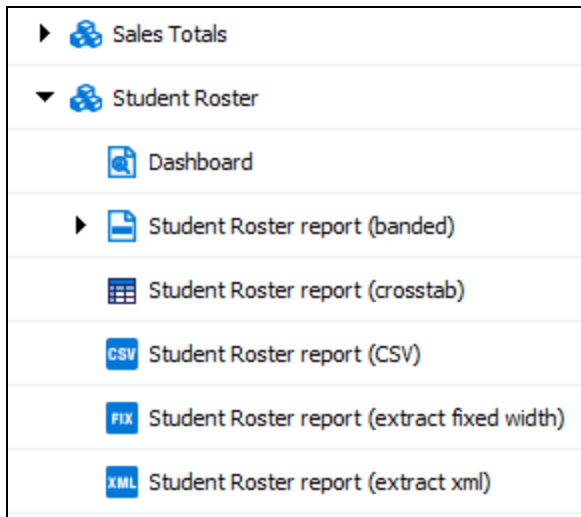 Sales Totals
Student Roster
Dashboard
Student Roster report (banded)
Student Roster report (crosstab)
CSV Student Roster report (CSV)
FIX Student Roster report (extract fixed width)
XML Student Roster report (extract xml)